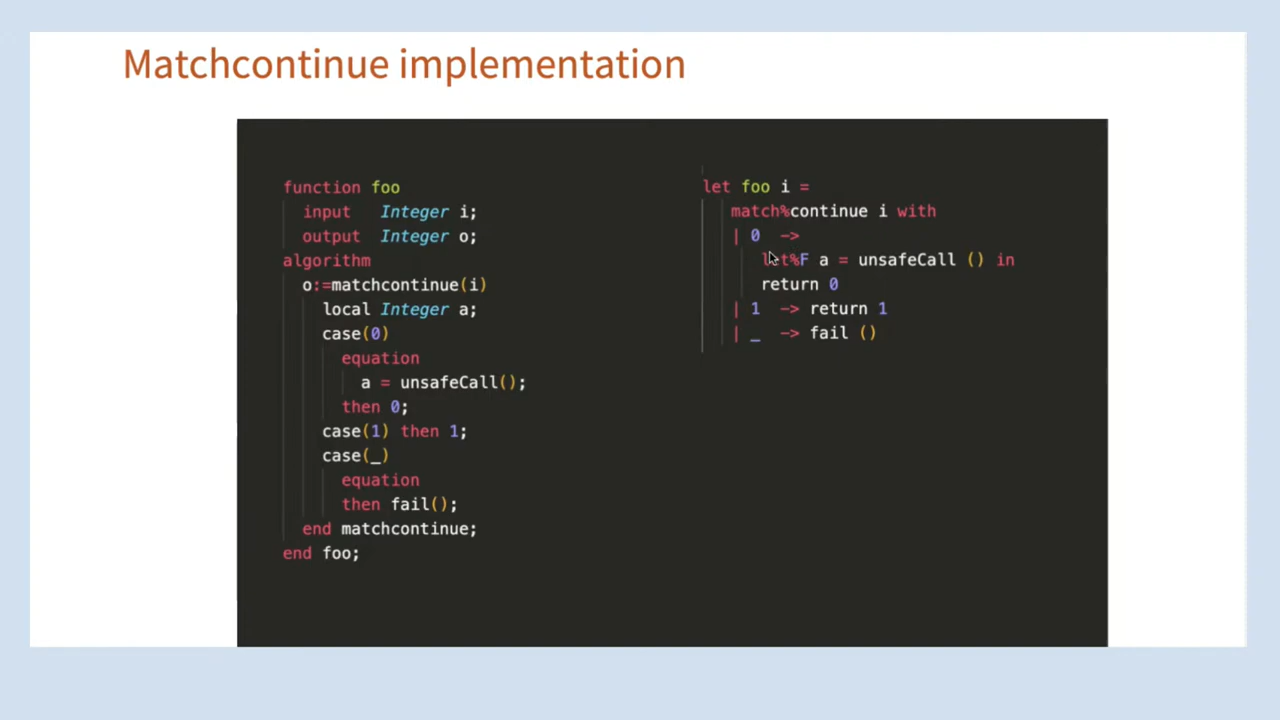 Matchcontinue implementation
function foo
input Integer i;
output Integer o;
algorithm
o:=matchcontinue(i)
local Integer a;
case(0)
equation
a = unsafeCall();
then 0;
case(1) then 1;
case(_)
equation
then fail();
end matchcontinue;
end foo;
let foo i =
match%continue i with
| 0 ->
let%F a = unsafeCall () in
return 0
| 1 -> return 1
| _ -> fail ()